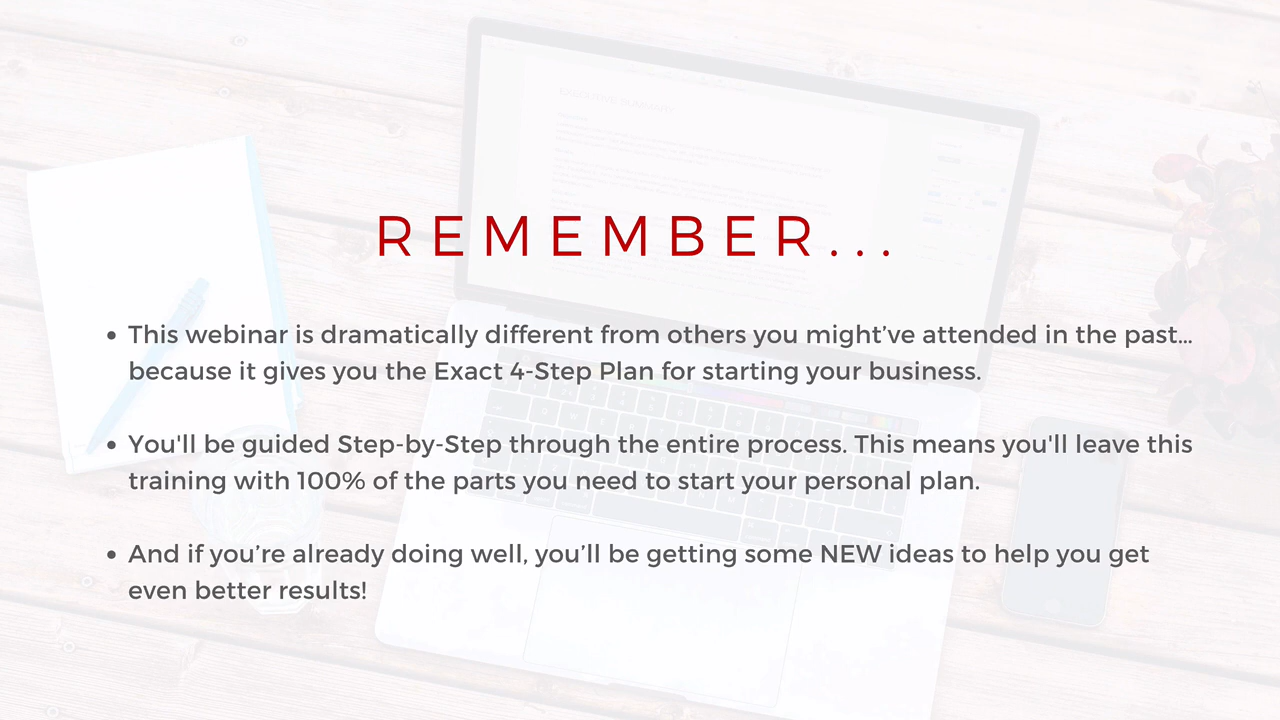 REMEMBER...
• This webinar is dramatically different from others you might’ve attended in the past...
because it gives you the Exact 4-Step Plan for starting your business.
• You'll be guided Step-by-Step through the entire process. This means you'll leave this
training with 100% of the parts you need to start your personal plan.
• And if you’re already doing well, you’ll be getting some NEW ideas to help you get
even better results!
EXECUTIVE SUMMARY